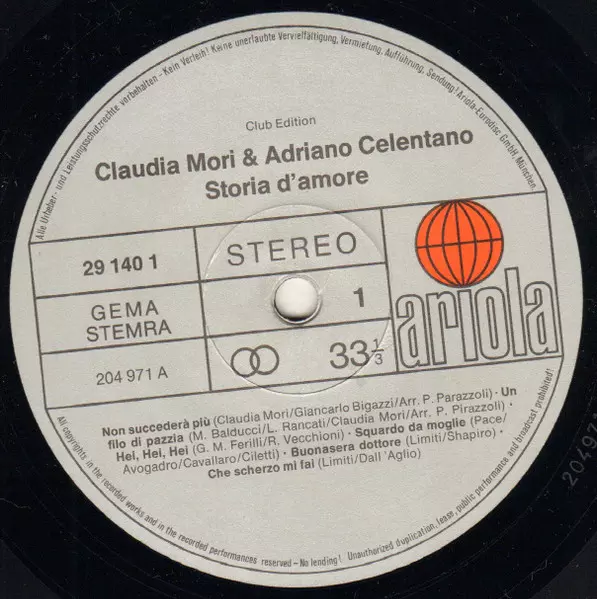 Alle Urheber- und Leistungsschutzrechte vorbehalten - Kein Verleih! Keine unerlaubte Vervielfältigung, Vermietung, Aufführung, Sendung! Ariola-Eurodisc GmbH, München.
Club Edition
Claudia Mori & Adriano Celentano
Storia d'amore
29 140 1
STEREO
GEMA
STEMRA
1
ariola
204 971 A
33 1/3
Non succederà più (Claudia Mori/Giancarlo Bigazzi/Arr. P. Parazzoli) · Un
filo di pazzia (M. Balducci/L. Rancati/Claudia Mori/Arr. P. Pirazzoli) ·
Hei, Hei, Hei (G. M. Ferilli/R. Vecchioni) · Squardo da moglie (Pace/
Avogadro/Cavallaro/Ciletti) · Buonasera dottore (Limiti/Shapiro) ·
Che scherzo mi fai (Limiti/Dall'Aglio)
All copyrights in the recorded works and in the recorded performances reserved – No lending! Unauthorized duplication, lease, public performance and broadcast prohibited!
204971